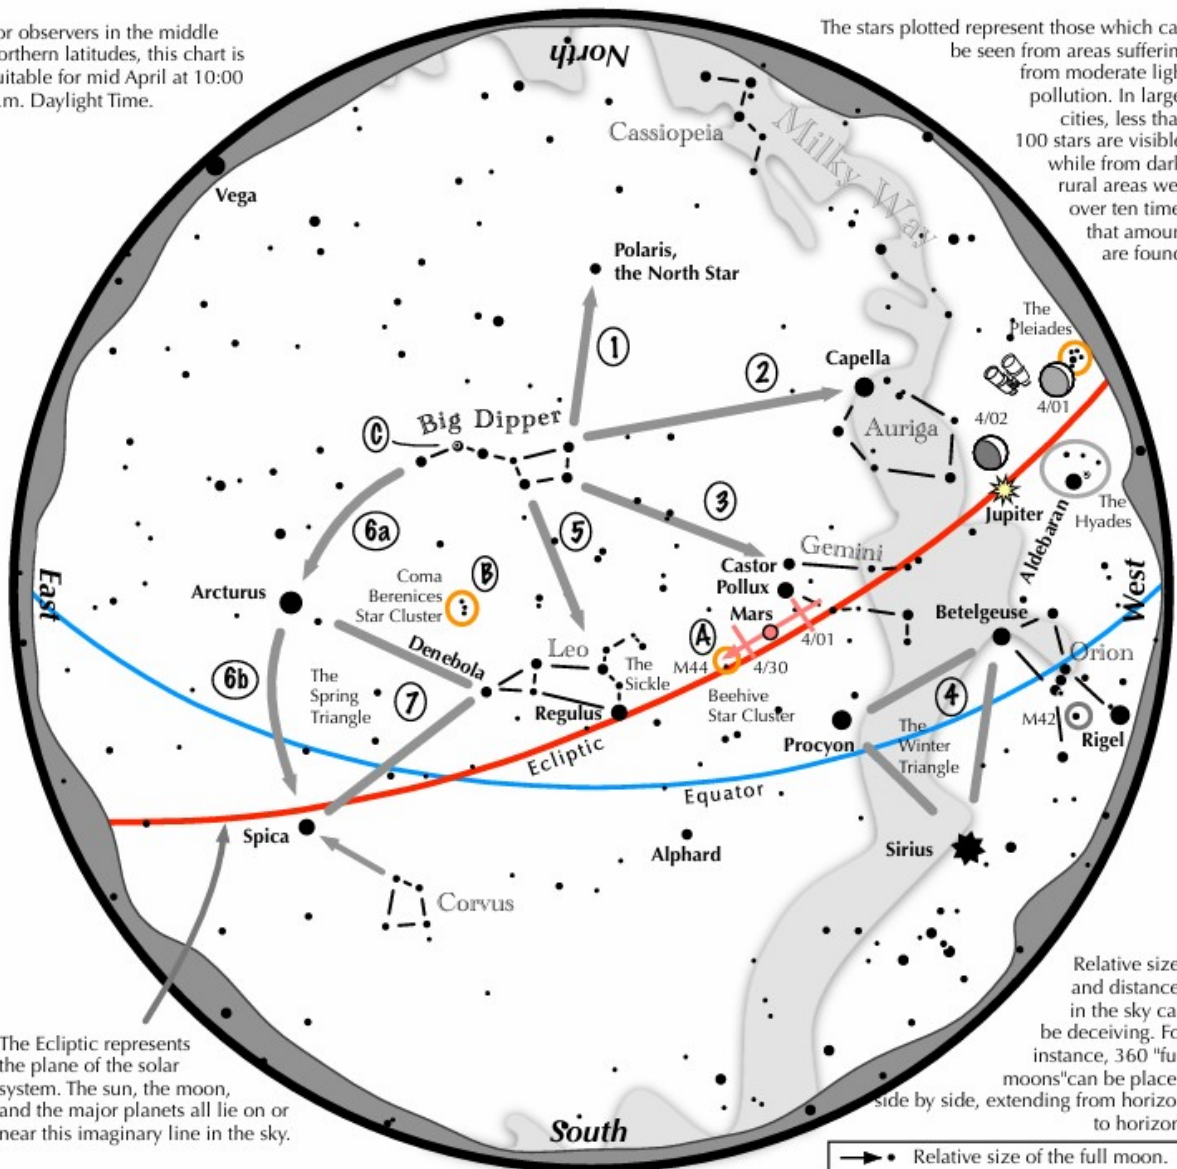 or observers in the middle
orthern latitudes, this chart is
uitable for mid April at 10:00
.m. Daylight Time.
The stars plotted represent those which ca
be seen from areas sufferin
from moderate ligh
pollution. In large
cities, less tha
100 stars are visible
while from dark
rural areas we
over ten time
that amoun
are found
North
Cassiopeia
Milky Way
Vega
Polaris,
the North Star
The
Pleiades
1
2
Capella
4/02
4/01
C
Big Dipper
Auriga
3
Jupiter
The
Hyades
Aldebaran
6a
5
Gemini
Castor
Pollux
East
West
Arcturus
Coma
Berenices
Star Cluster
B
Mars
Betelgeuse
A
4/01
M44
4/30
Orion
6b
The
Spring
Triangle
7
Denebola
Leo
The
Sickle
Regulus
Beehive
Star Cluster
4
M42
Rigel
Procyon
The
Winter
Triangle
Ecliptic
Equator
Spica
Alphard
Sirius
Corvus
The Ecliptic represents
the plane of the solar
system. The sun, the moon,
and the major planets all lie on or
near this imaginary line in the sky.
South
Relative size
and distance
in the sky ca
be deceiving. Fo
instance, 360 "fu
moons"can be place
side by side, extending from horizo
to horizon
Relative size of the full moon.